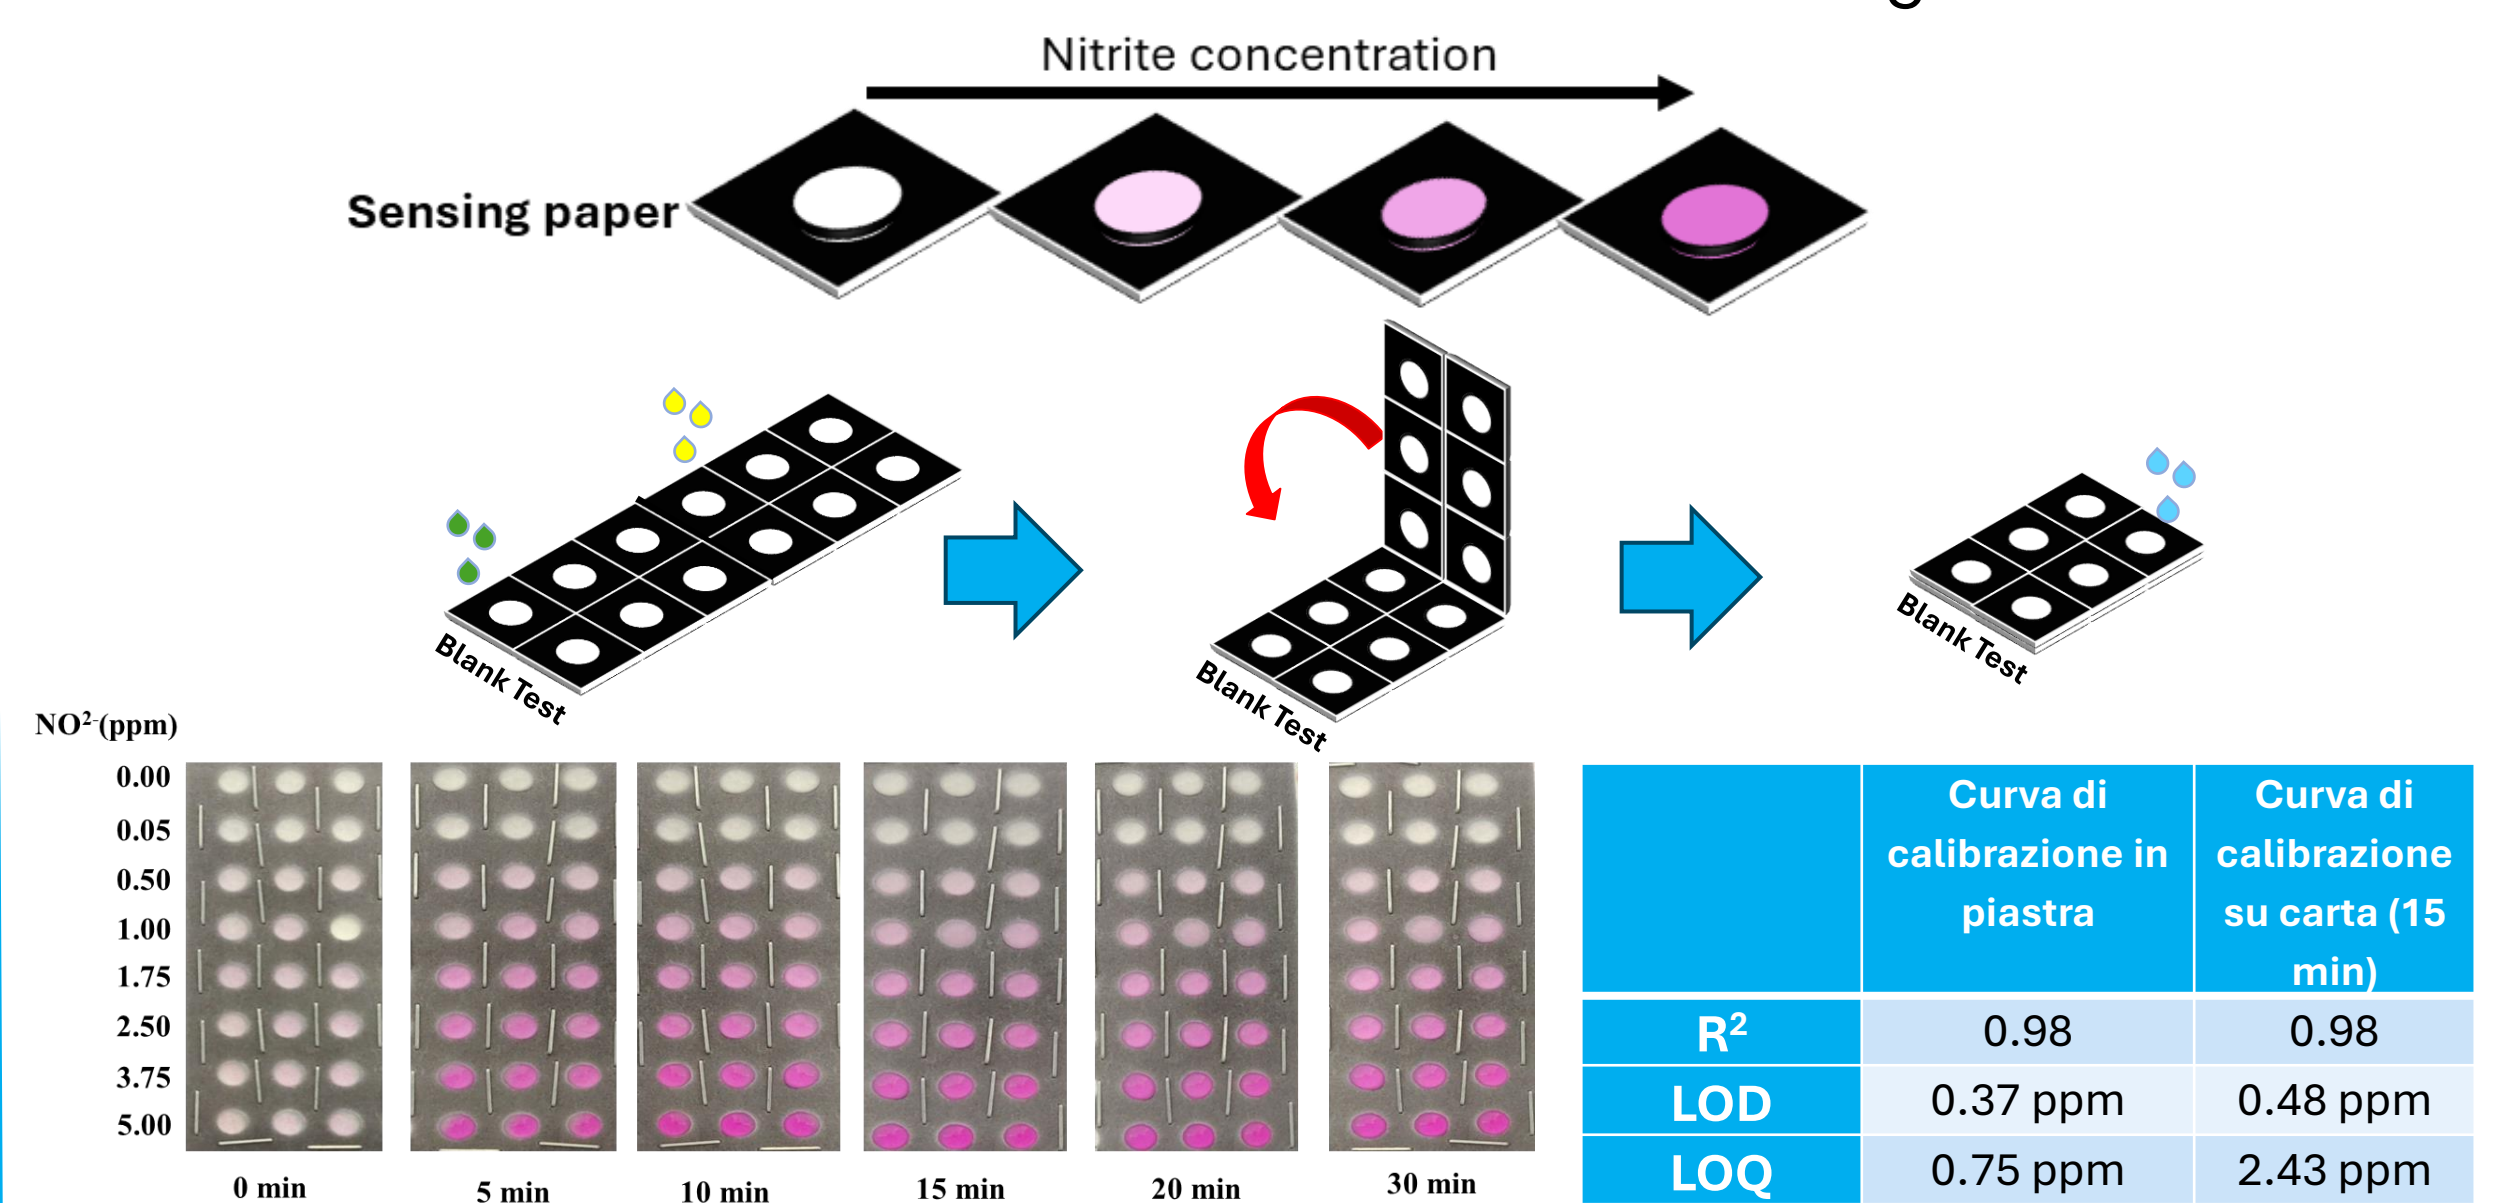 Nitrite concentration
Sensing paper
Blank Test
Blank Test
Blank Test
NO²⁻(ppm)
0.00
0.05
0.50
1.00
1.75
2.50
3.75
5.00
0 min
5 min
10 min
15 min
20 min
30 min
Curva di
calibrazione in
piastra
Curva di
calibrazione
su carta (15
min)
R² 0.98 0.98
LOD 0.37 ppm 0.48 ppm
LOQ 0.75 ppm 2.43 ppm